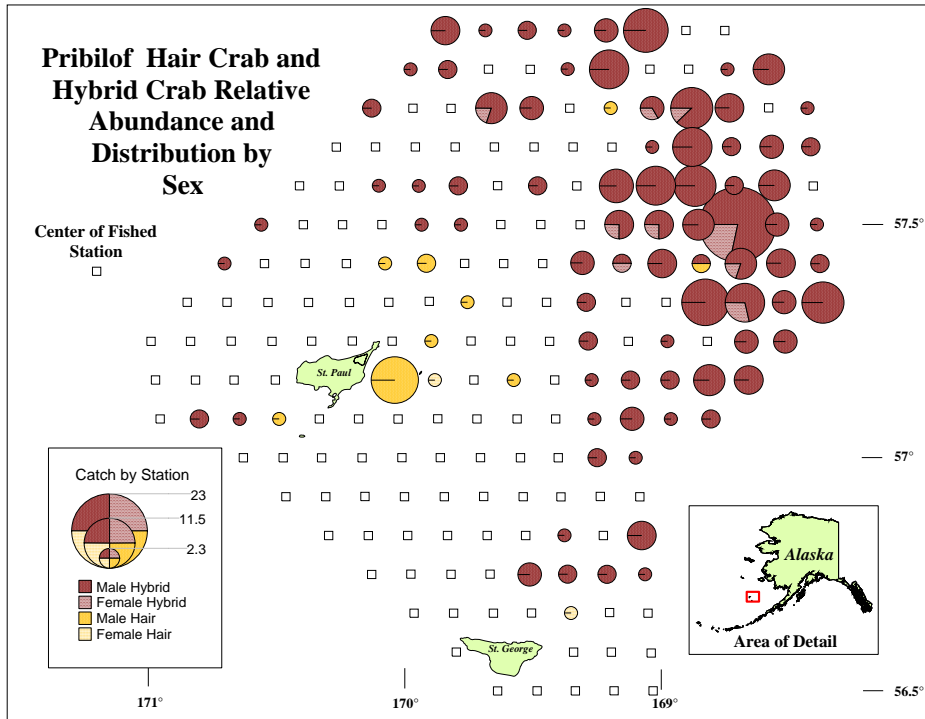 Pribilof Hair Crab and
Hybrid Crab Relative
Abundance and
Distribution by
Sex
Center of Fished
Station
57.5°
St. Paul
57°
Catch by Station
23
11.5
2.3
Male Hybrid
Female Hybrid
Male Hair
Female Hair
Alaska
Area of Detail
St. George
171°
170°
169°
56.5°